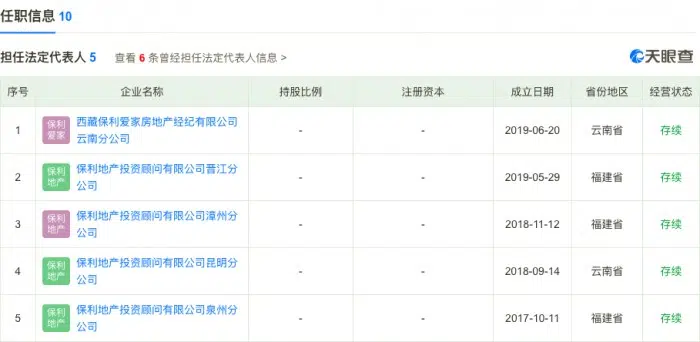 任职信息 10
担任法定代表人 5 查看 6 条曾经担任法定代表人信息 >
天眼查
序号 企业名称 持股比例 注册资本 成立日期 省份地区 经营状态
1 保利爱家 西藏保利爱家房地产经纪有限公司云南分公司 - - 2019-06-20 云南省 存续
2 保利地产 保利地产投资顾问有限公司晋江分公司 - - 2019-05-29 福建省 存续
3 保利地产 保利地产投资顾问有限公司漳州分公司 - - 2018-11-12 福建省 存续
4 保利地产 保利地产投资顾问有限公司昆明分公司 - - 2018-09-14 云南省 存续
5 保利地产 保利地产投资顾问有限公司泉州分公司 - - 2017-10-11 福建省 存续